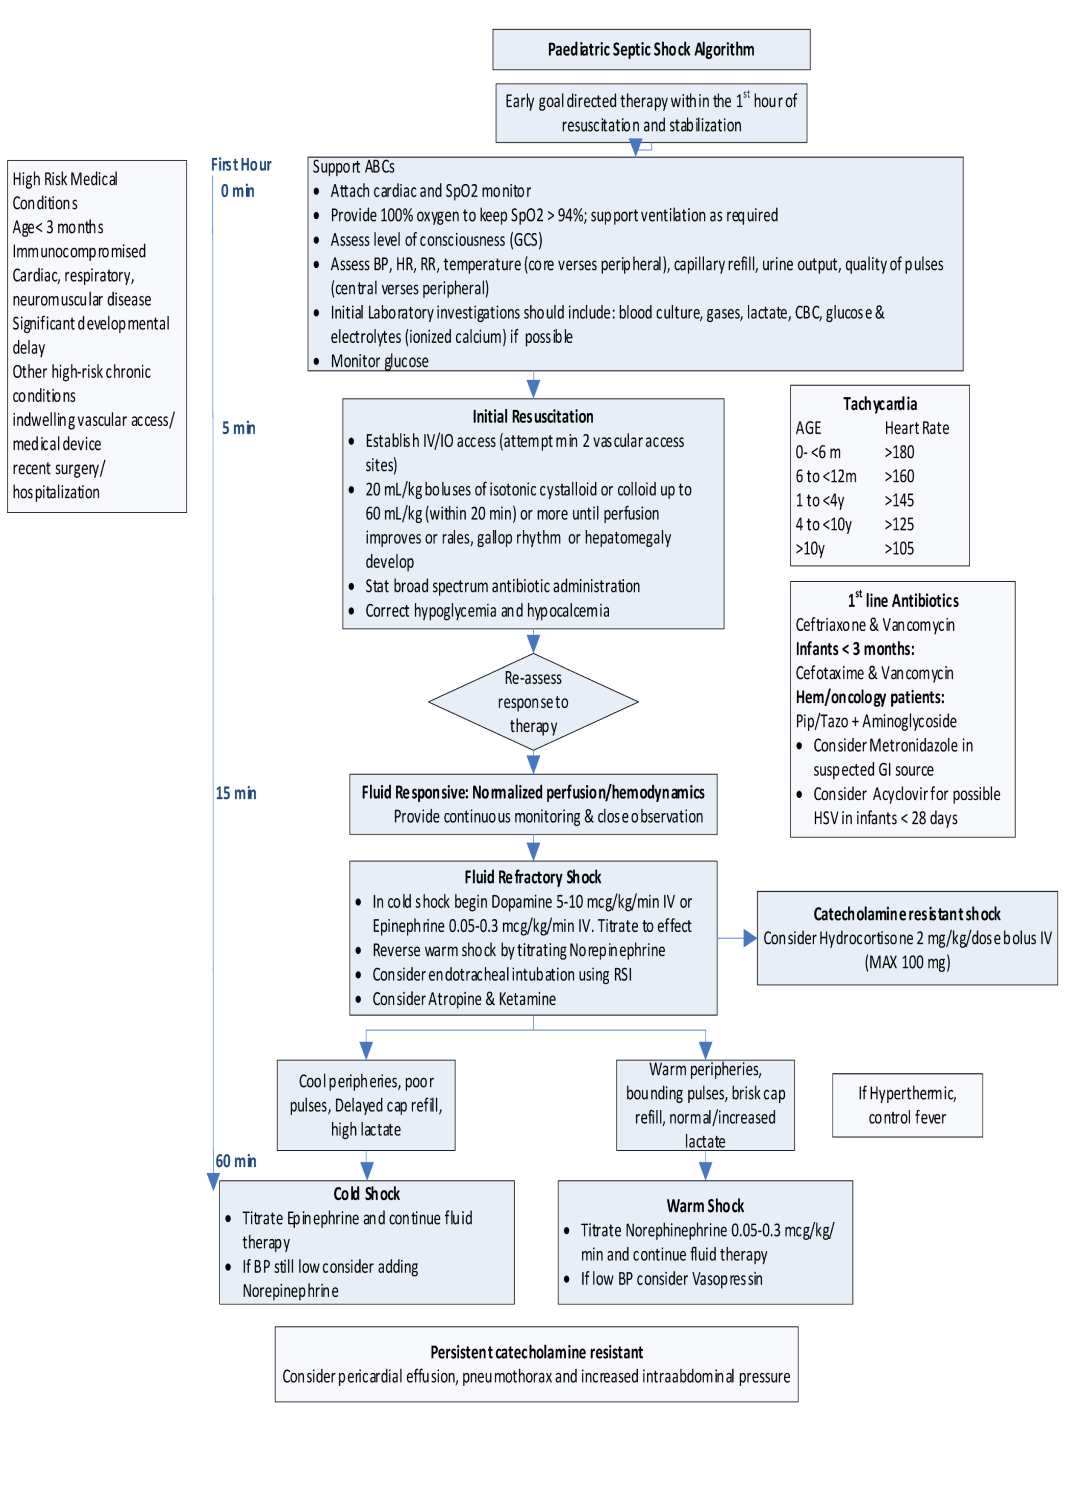 Paediatric Septic Shock Algorithm
Early goal directed therapy within the 1st hour of
resuscitation and stabilization
High Risk Medical
Conditions
Age< 3 months
Immunocompromised
Cardiac, respiratory,
neuromuscular disease
Significant developmental
delay
Other high-risk chronic
conditions
indwelling vascular access/
medical device
recent surgery/
hospitalization
First Hour
0 min
Support ABCs
• Attach cardiac and SpO2 monitor
• Provide 100% oxygen to keep SpO2 > 94%; support ventilation as required
• Assess level of consciousness (GCS)
• Assess BP, HR, RR, temperature (core verses peripheral), capillary refill, urine output, quality of pulses
(central verses peripheral)
• Initial Laboratory investigations should include: blood culture, gases, lactate, CBC, glucose &
electrolytes (ionized calcium) if possible
• Monitor glucose
5 min
Initial Resuscitation
• Establish IV/IO access (attempt min 2 vascular access
sites)
• 20 mL/kg boluses of isotonic cystalloid or colloid up to
60 mL/kg (within 20 min) or more until perfusion
improves or rales, gallop rhythm or hepatomegaly
develop
• Stat broad spectrum antibiotic administration
• Correct hypoglycemia and hypocalcemia
Tachycardia
AGE Heart Rate
0- <6 m >180
6 to <12m >160
1 to <4y >145
4 to <10y >125
>10y >105
1st line Antibiotics
Ceftriaxone & Vancomycin
Infants < 3 months:
Cefotaxime & Vancomycin
Hem/oncology patients:
Pip/Tazo + Aminoglycoside
• Consider Metronidazole in
suspected GI source
• Consider Acyclovir for possible
HSV in infants < 28 days
Re-assess
response to
therapy
15 min
Fluid Responsive: Normalized perfusion/hemodynamics
Provide continuous monitoring & close observation
Fluid Refractory Shock
• In cold shock begin Dopamine 5-10 mcg/kg/min IV or
Epinephrine 0.05-0.3 mcg/kg/min IV. Titrate to effect
• Reverse warm shock by titrating Norepinephrine
• Consider endotracheal intubation using RSI
• Consider Atropine & Ketamine
Catecholamine resistant shock
Consider Hydrocortisone 2 mg/kg/dose bolus IV
(MAX 100 mg)
Cool peripheries, poor
pulses, Delayed cap refill,
high lactate
Warm peripheries,
bounding pulses, brisk cap
refill, normal/increased
lactate
If Hyperthermic,
control fever
60 min
Cold Shock
• Titrate Epinephrine and continue fluid
therapy
• If BP still low consider adding
Norepinephrine
Warm Shock
• Titrate Norephinephrine 0.05-0.3 mcg/kg/
min and continue fluid therapy
• If low BP consider Vasopressin
Persistent catecholamine resistant
Consider pericardial effusion, pneumothorax and increased intraabdominal pressure